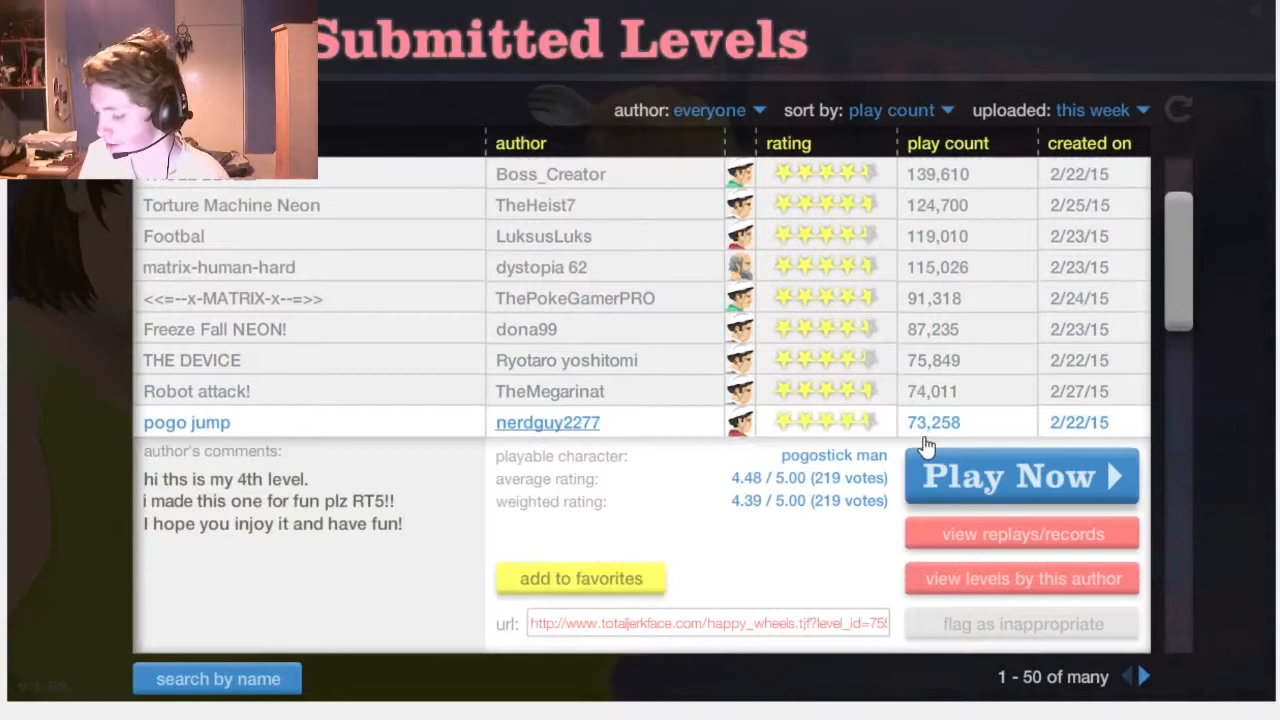 Submitted Levels
author: everyone sort by: play count uploaded: this week
author rating play count created on
Boss_Creator 139,610 2/22/15
Torture Machine Neon TheHeist7 124,700 2/25/15
Footbal LuksusLuks 119,010 2/23/15
matrix-human-hard dystopia 62 115,026 2/23/15
<<=--x-MATRIX-x--=>> ThePokeGamerPRO 91,318 2/24/15
Freeze Fall NEON! dona99 87,235 2/23/15
THE DEVICE Ryotaro yoshitomi 75,849 2/22/15
Robot attack! TheMegarinat 74,011 2/27/15
pogo jump nerdguy2277 73,258 2/22/15
author's comments: playable character: pogostick man
hi ths is my 4th level. average rating: 4.48 / 5.00 (219 votes) Play Now
i made this one for fun plz RT5!! weighted rating: 4.39 / 5.00 (219 votes)
I hope you injoy it and have fun! view replays/records
add to favorites view levels by this author
url: http://www.totaljerkface.com/happy_wheels.tjf?level_id=75 flag as inappropriate
search by name 1 - 50 of many